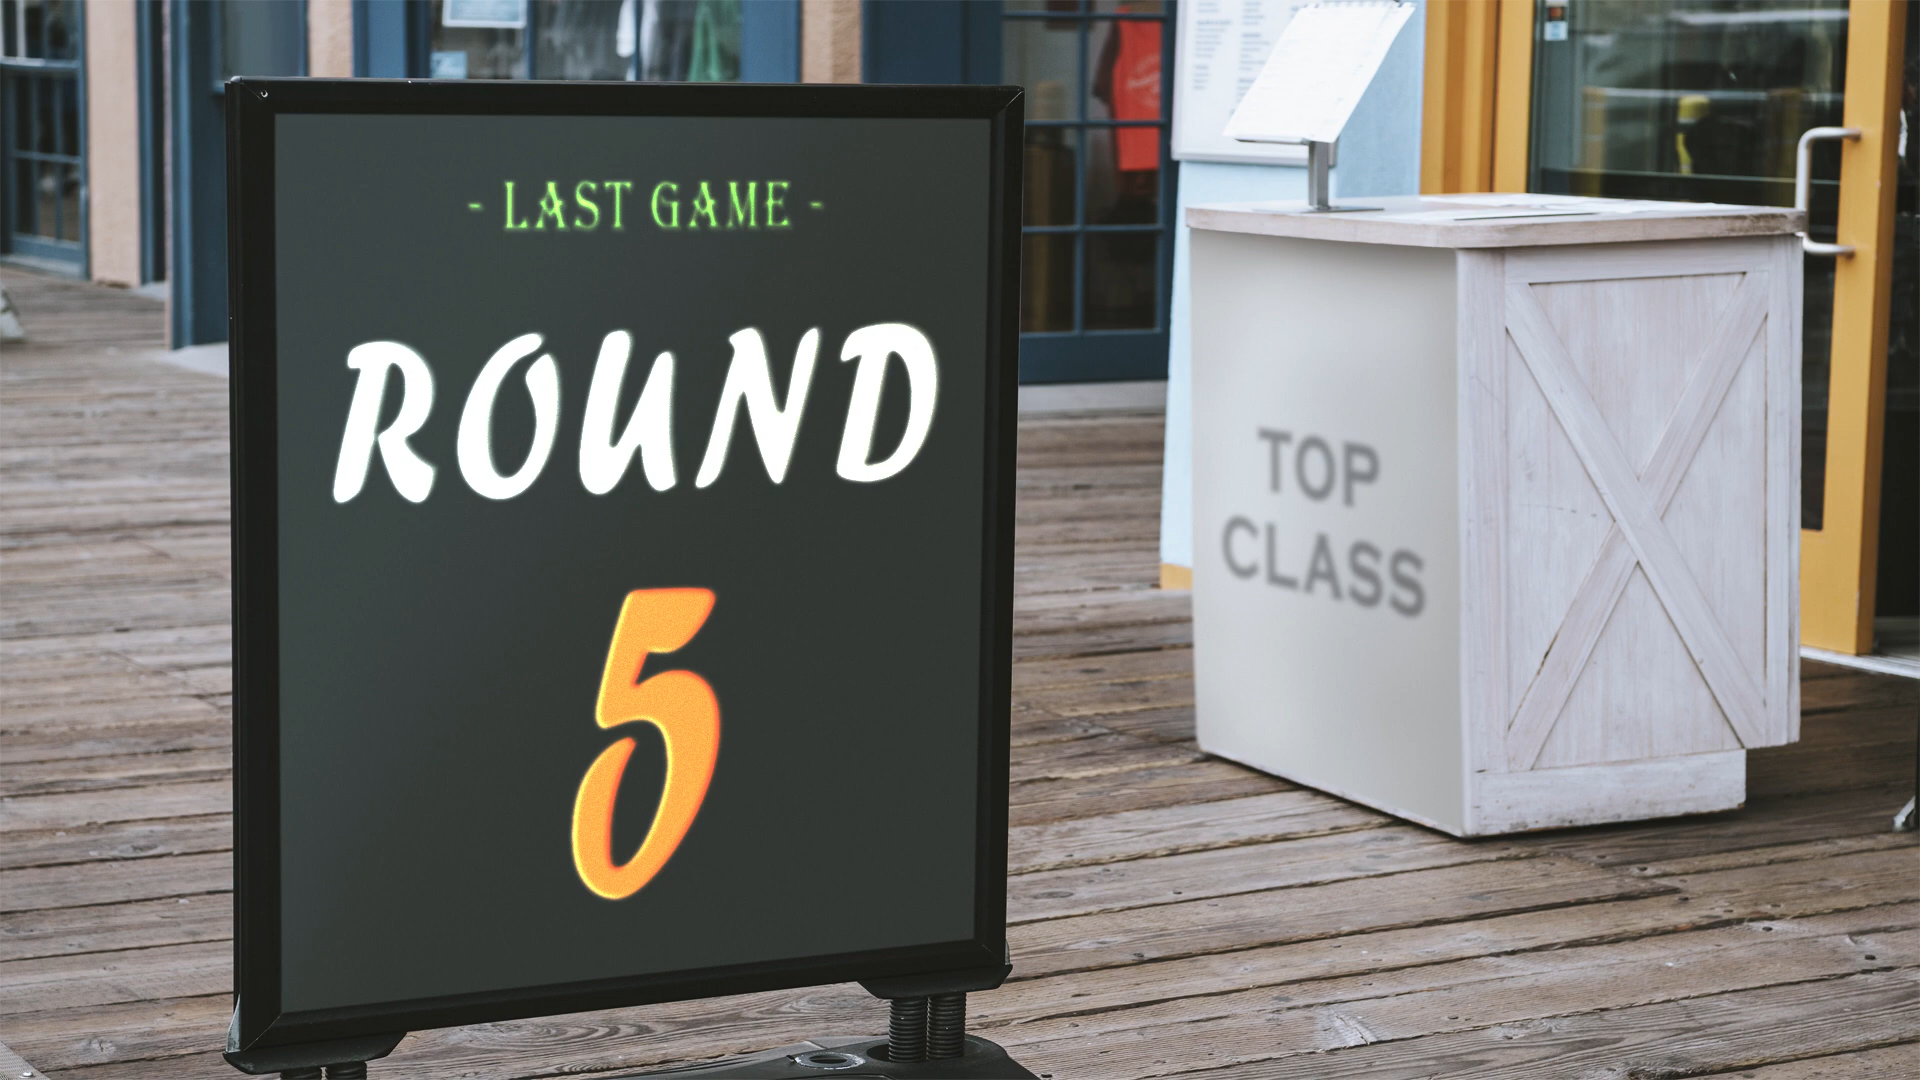 - LAST GAME -
ROUND
5
TOP
CLASS